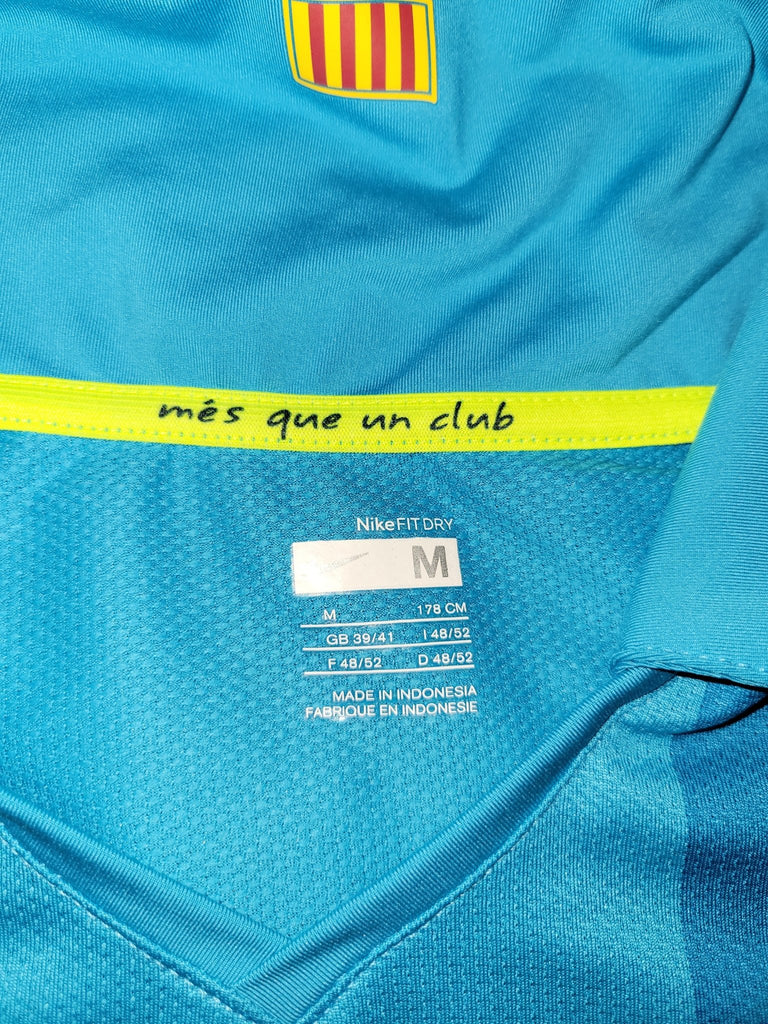 més que un club
NikeFIT DRY
M
M 178 CM
GB 39/41 I 48/52
F 48/52 D 48/52
MADE IN INDONESIA
FABRIQUE EN INDONESIE